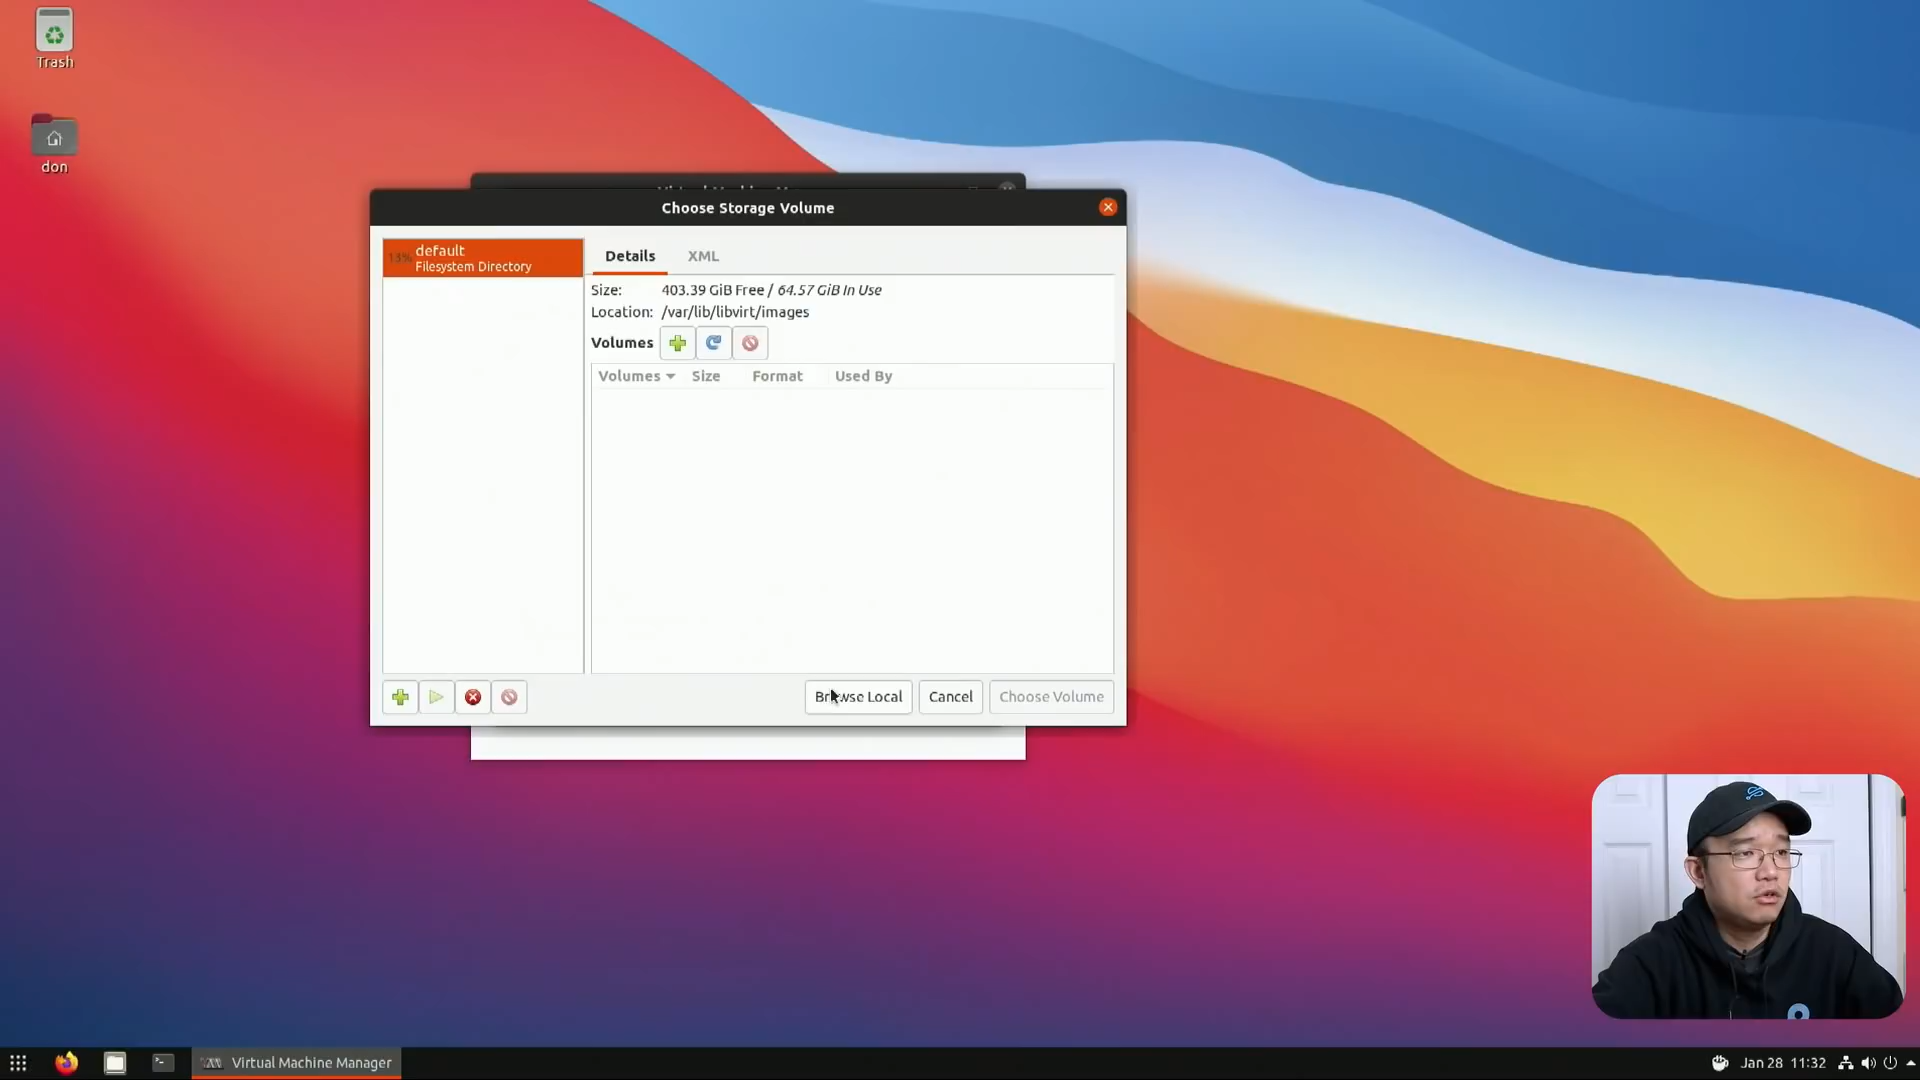 Trash
don
Choose Storage Volume
13%
default
Filesystem Directory
Details
XML
Size: 403.39 GiB Free / 64.57 GiB In Use
Location: /var/lib/libvirt/images
Volumes
Volumes Size Format Used By
Browse Local
Cancel
Choose Volume
Virtual Machine Manager
Jan 28 11:32